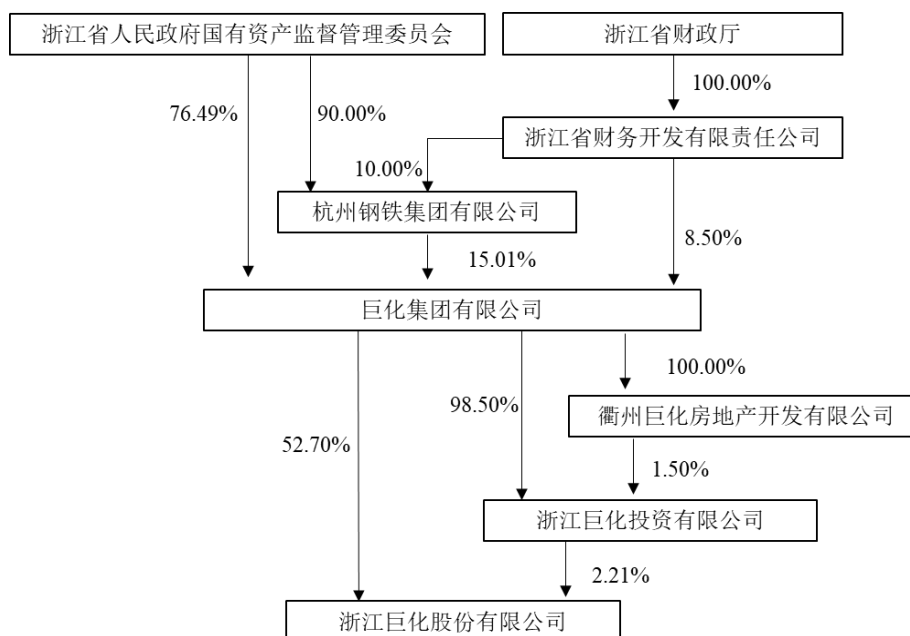 浙江省人民政府国有资产监督管理委员会
浙江省财政厅
76.49%
90.00%
100.00%
浙江省财务开发有限责任公司
10.00%
杭州钢铁集团有限公司
15.01%
8.50%
巨化集团有限公司
100.00%
98.50%
衢州巨化房地产开发有限公司
52.70%
1.50%
浙江巨化投资有限公司
2.21%
浙江巨化股份有限公司